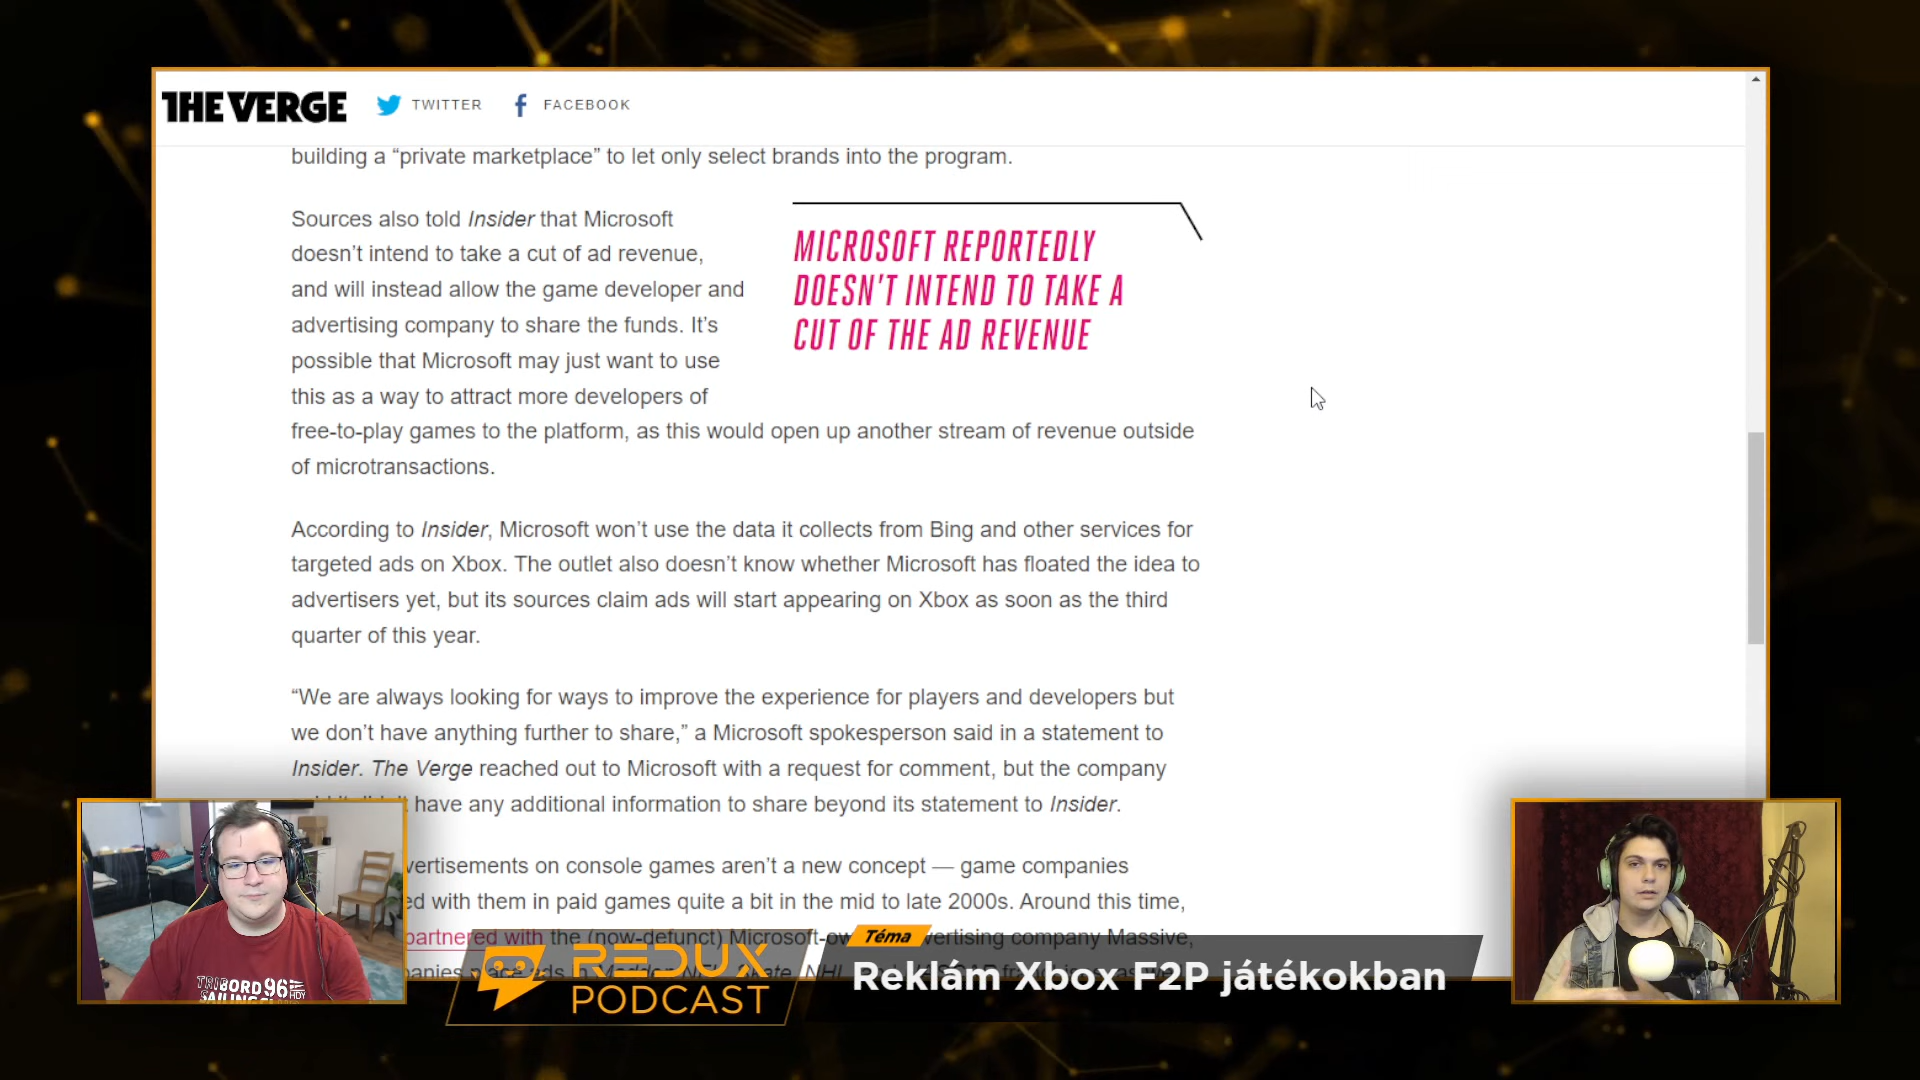 THE VERGE
TWITTER
FACEBOOK
building a “private marketplace” to let only select brands into the program.
Sources also told Insider that Microsoft
doesn’t intend to take a cut of ad revenue,
and will instead allow the game developer and
advertising company to share the funds. It’s
possible that Microsoft may just want to use
this as a way to attract more developers of
free-to-play games to the platform, as this would open up another stream of revenue outside
of microtransactions.
MICROSOFT REPORTEDLY
DOESN’T INTEND TO TAKE A
CUT OF THE AD REVENUE
According to Insider, Microsoft won’t use the data it collects from Bing and other services for
targeted ads on Xbox. The outlet also doesn’t know whether Microsoft has floated the idea to
advertisers yet, but its sources claim ads will start appearing on Xbox as soon as the third
quarter of this year.
“We are always looking for ways to improve the experience for players and developers but
we don’t have anything further to share,” a Microsoft spokesperson said in a statement to
Insider. The Verge reached out to Microsoft with a request for comment, but the company
have any additional information to share beyond its statement to Insider.
vertisements on console games aren’t a new concept — game companies
ed with them in paid games quite a bit in the mid to late 2000s. Around this time,
partnered with the (now-defunct) Microsoft-ow vertising company Massive,
TRIBORD 96
Téma
REDUX
PODCAST
Reklám Xbox F2P játékokban